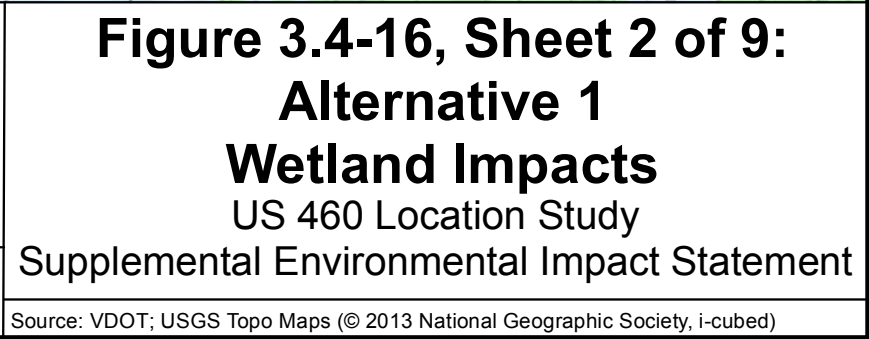 Figure 3.4-16, Sheet 2 of 9:
Alternative 1
Wetland Impacts
US 460 Location Study
Supplemental Environmental Impact Statement
Source: VDOT; USGS Topo Maps (© 2013 National Geographic Society, i-cubed)